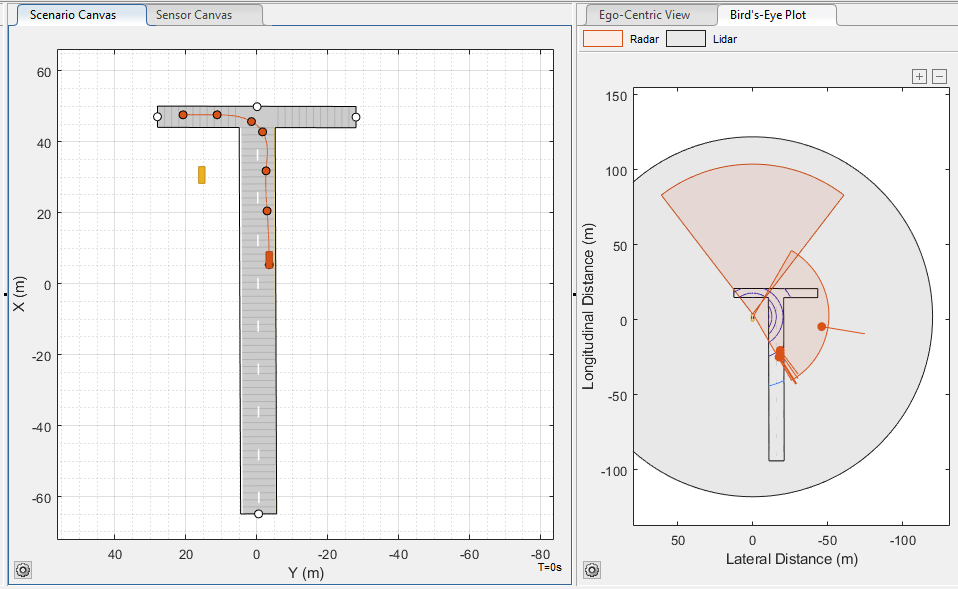 Scenario Canvas
Sensor Canvas
60
40
20
0
-20
-40
-60
X (m)
40
20
0
-20
-40
-60
-80
Y (m)
T=0s
Ego-Centric View
Bird's-Eye Plot
Radar
Lidar
150
100
50
0
-50
-100
Longitudinal Distance (m)
50
0
-50
-100
Lateral Distance (m)